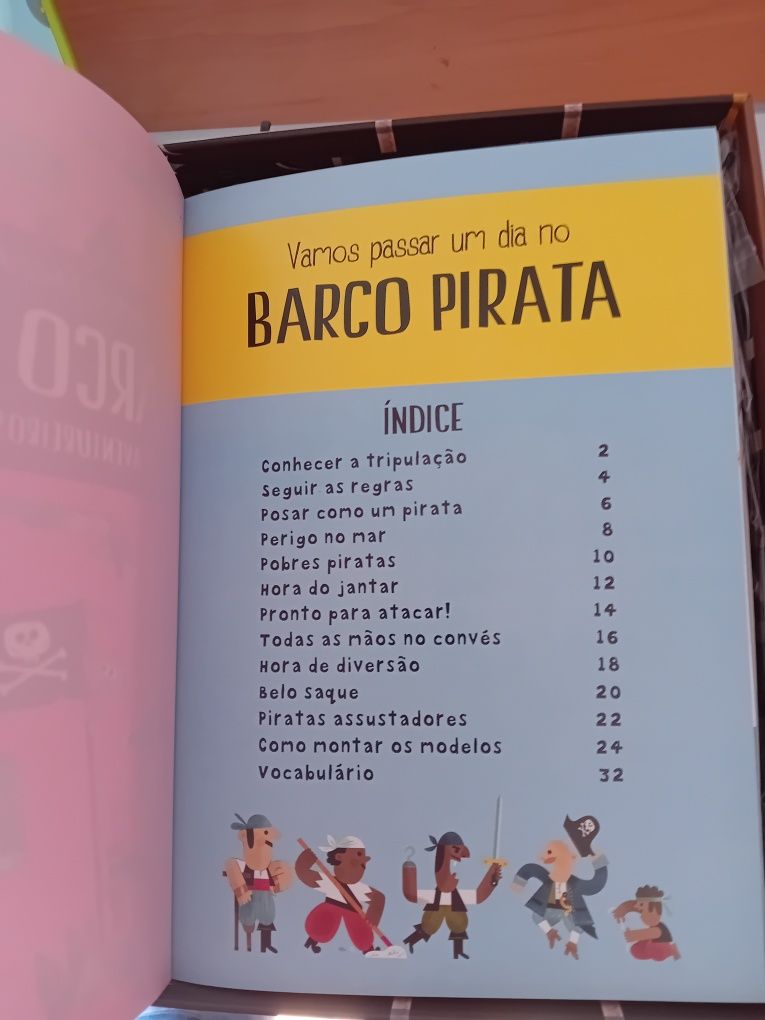 Vamos passar um dia no
BARCO PIRATA
ÍNDICE
Conhecer a tripulação 2
Seguir as regras 4
Posar como um pirata 6
Perigo no mar 8
Pobres piratas 10
Hora do jantar 12
Pronto para atacar! 14
Todas as mãos no convés 16
Hora de diversão 18
Belo saque 20
Piratas assustadores 22
Como montar os modelos 24
Vocabulário 32